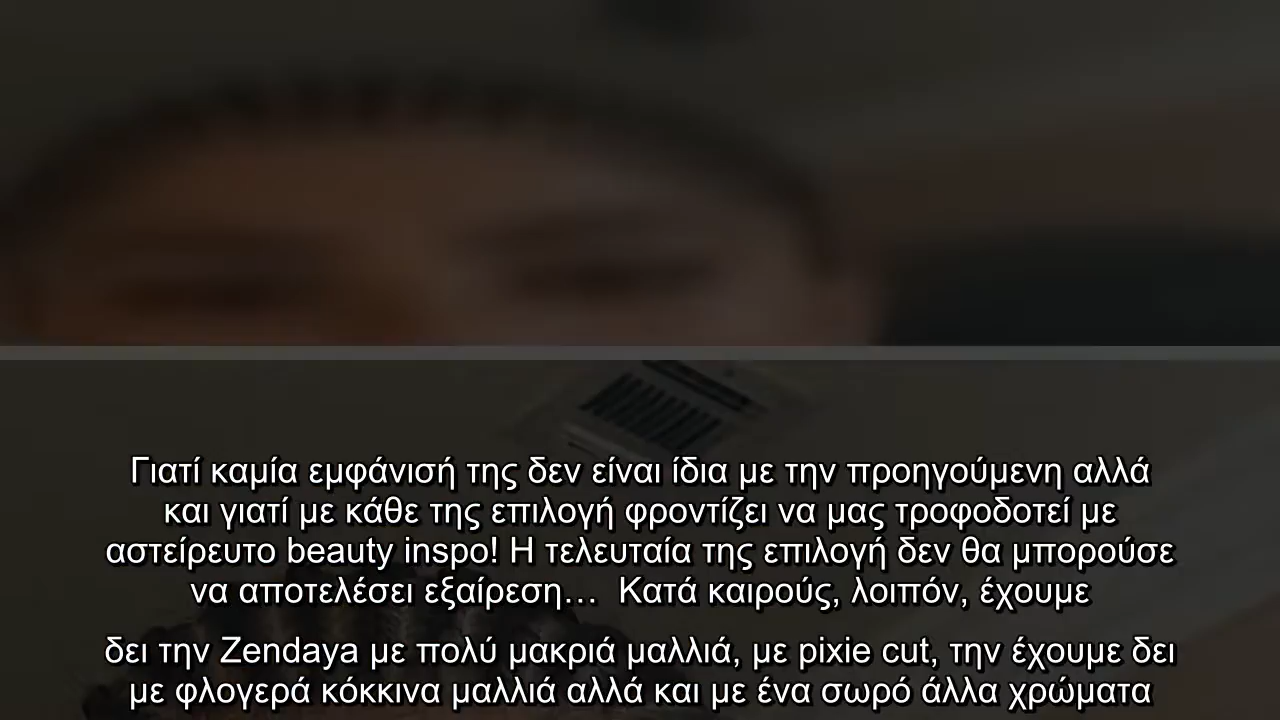 Γιατί καμία εμφάνισή της δεν είναι ίδια με την προηγούμενη αλλά
και γιατί με κάθε της επιλογή φροντίζει να μας τροφοδοτεί με
αστείρευτο beauty inspo! Η τελευταία της επιλογή δεν θα μπορούσε
να αποτελέσει εξαίρεση… Κατά καιρούς, λοιπόν, έχουμε
δει την Zendaya με πολύ μακριά μαλλιά, με pixie cut, την έχουμε δει
με φλογερά κόκκινα μαλλιά αλλά και με ένα σωρό άλλα χρώματα